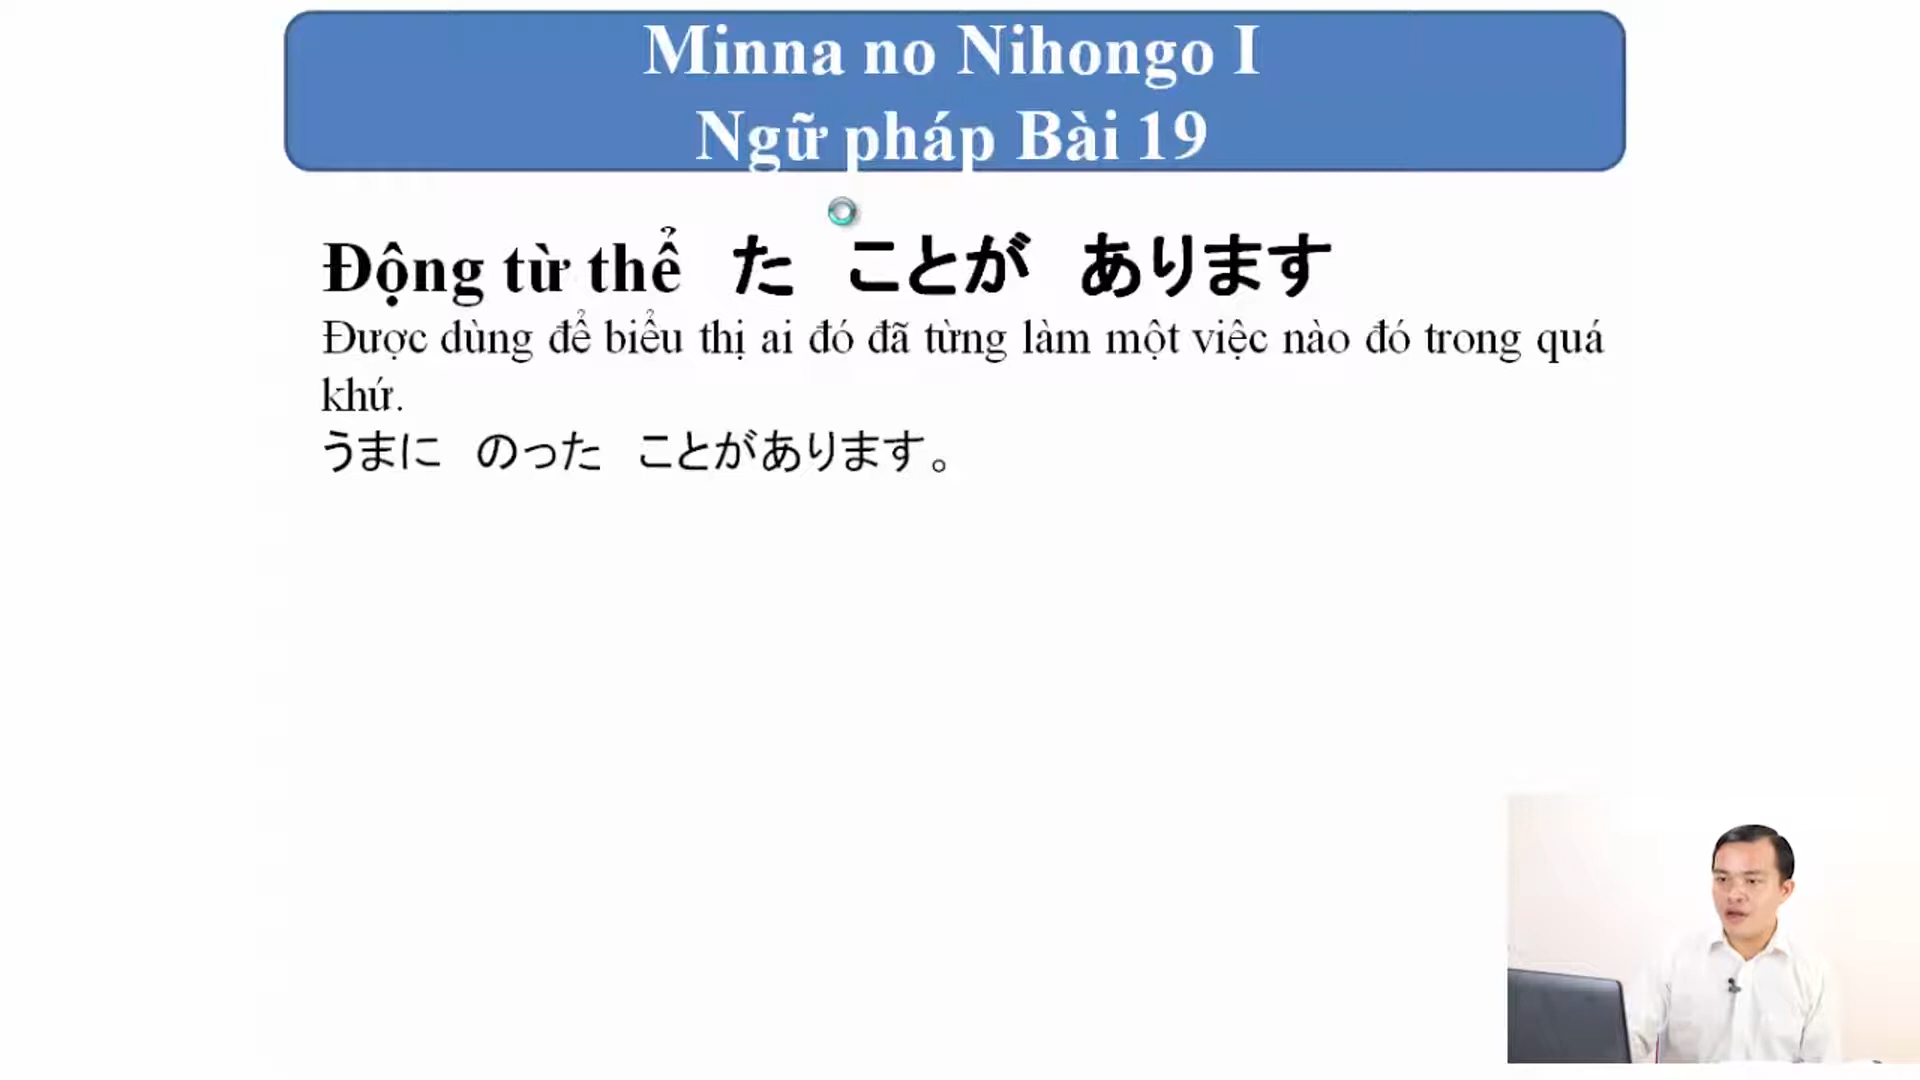 Minna no Nihongo I
Ngữ pháp Bài 19
Động từ thể　た　ことが　あります
Được dùng để biểu thị ai đó đã từng làm một việc nào đó trong quá
khứ.
うまに　のった　ことがあります。